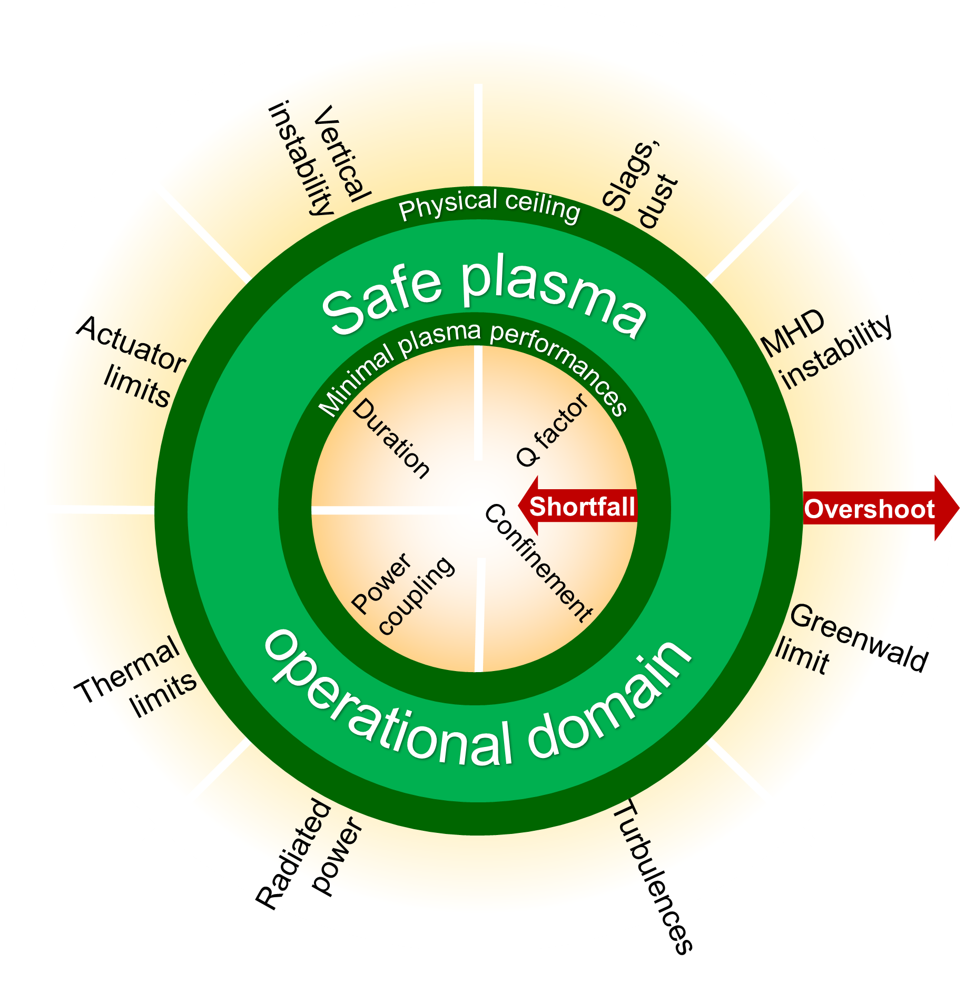 Vertical
instability
Slags,
dust
Physical ceiling
Safe plasma
Actuator
limits
MHD
instability
Minimal plasma performances
Duration
Q factor
Shortfall
Overshoot
Confinement
Power
coupling
Greenwald
limit
Thermal
limits
operational domain
Radiated
power
Turbulences